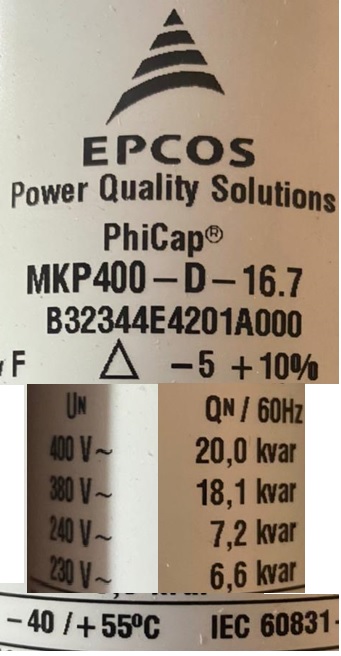 EPCOS
Power Quality Solutions
PhiCap®
MKP400 – D – 16.7
B32344E4201A000
F △ – 5 + 10%
UN QN / 60Hz
400 V ~ 20,0 kvar
380 V ~ 18,1 kvar
240 V ~ 7,2 kvar
230 V ~ 6,6 kvar
– 40 / + 55ºC IEC 60831-